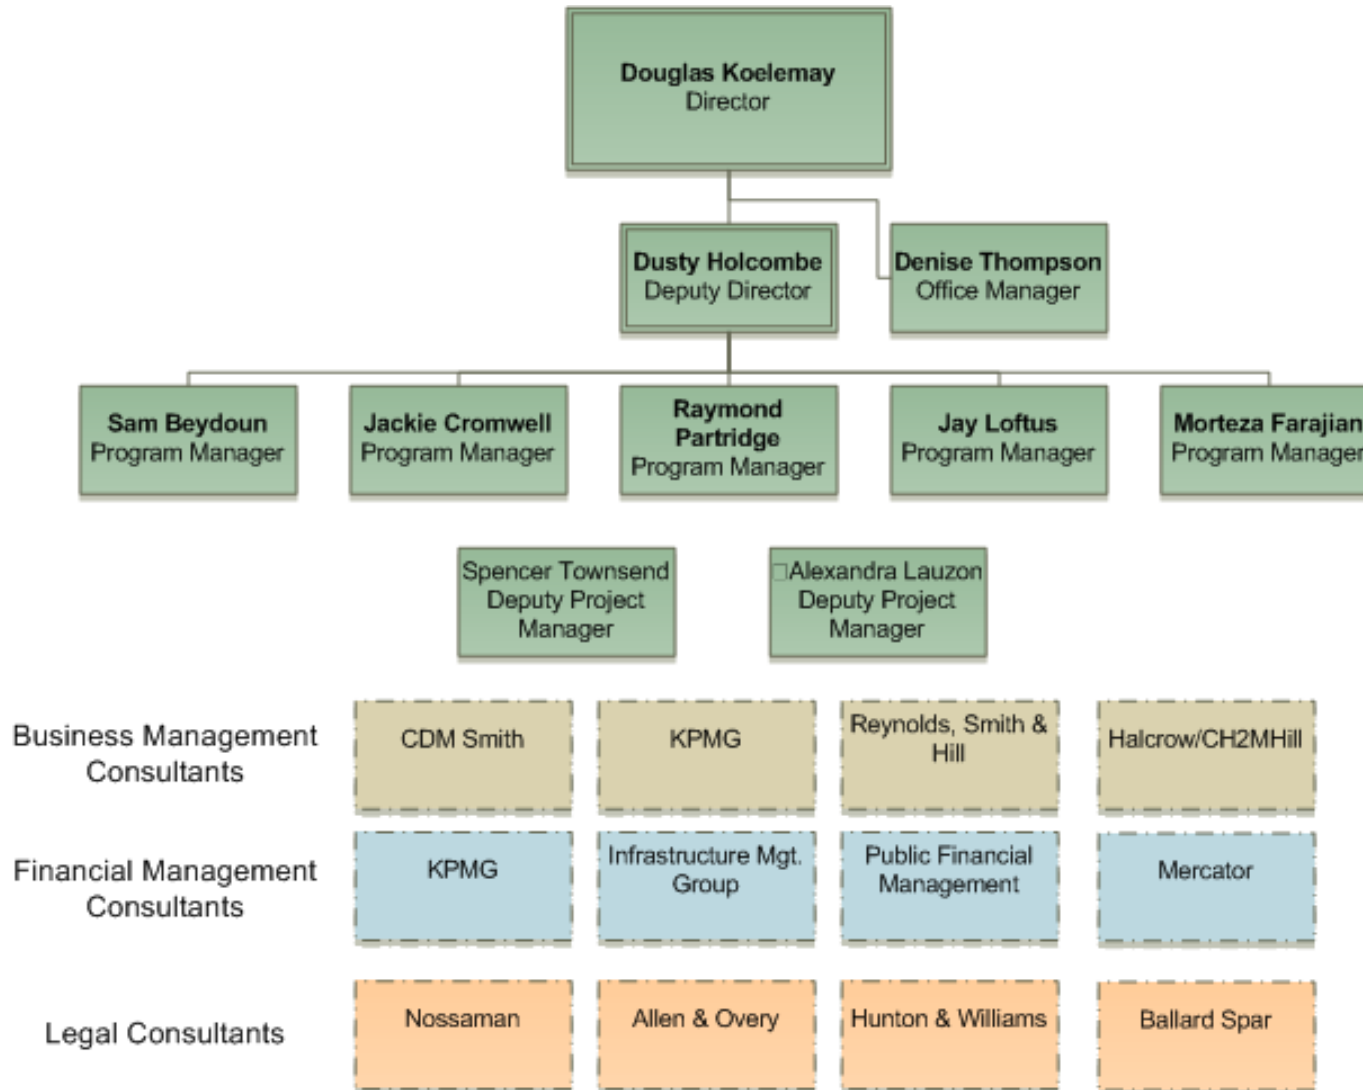 Douglas Koelemay
Director
Dusty Holcombe
Deputy Director
Denise Thompson
Office Manager
Sam Beydoun
Program Manager
Jackie Cromwell
Program Manager
Raymond
Partridge
Program Manager
Jay Loftus
Program Manager
Morteza Farajian
Program Manager
Spencer Townsend
Deputy Project
Manager
□Alexandra Lauzon
Deputy Project
Manager
Business Management
Consultants
CDM Smith
KPMG
Reynolds, Smith &
Hill
Halcrow/CH2MHill
Financial Management
Consultants
KPMG
Infrastructure Mgt.
Group
Public Financial
Management
Mercator
Legal Consultants
Nossaman
Allen & Overy
Hunton & Williams
Ballard Spar